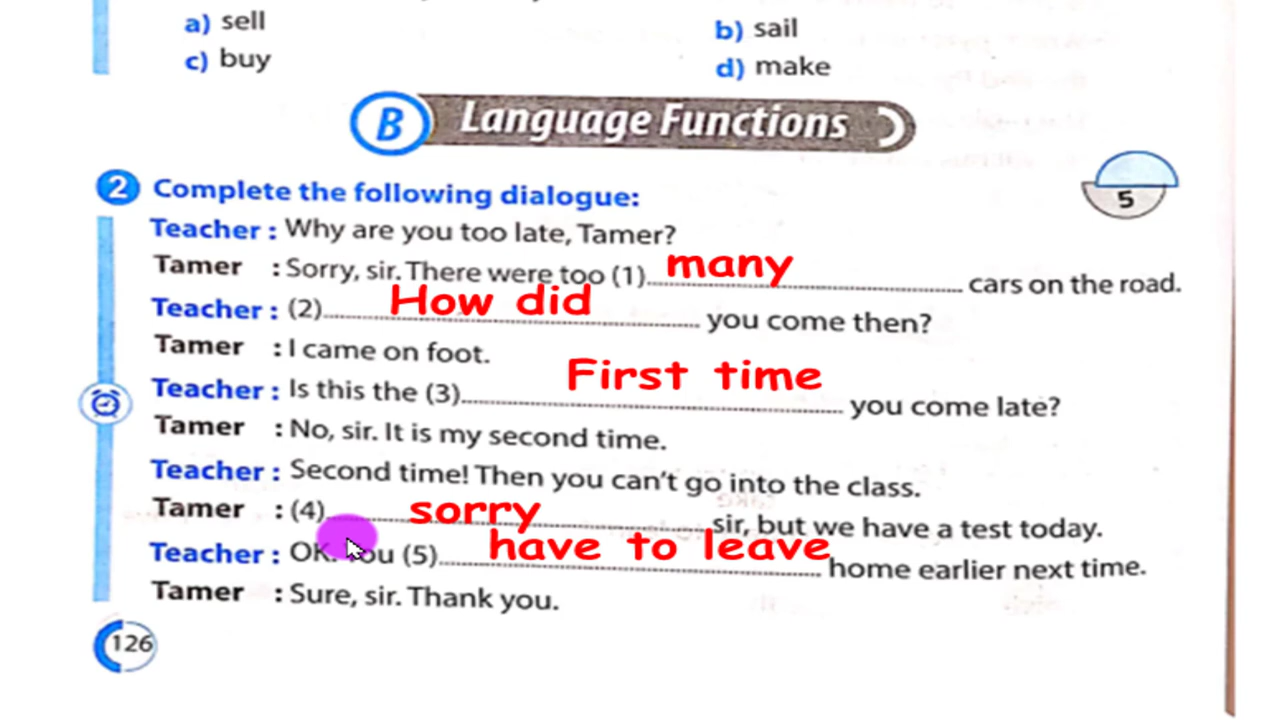 a) sell b) sail
c) buy d) make
B Language Functions
2 Complete the following dialogue: 5
Teacher : Why are you too late, Tamer?
Tamer : Sorry, sir. There were too (1) many cars on the road.
Teacher : (2) How did you come then?
Tamer : I came on foot.
Teacher : Is this the (3) First time you come late?
Tamer : No, sir. It is my second time.
Teacher : Second time! Then you can't go into the class.
Tamer : (4) sorry sir, but we have a test today.
Teacher : OK. You (5) have to leave home earlier next time.
Tamer : Sure, sir. Thank you.
126